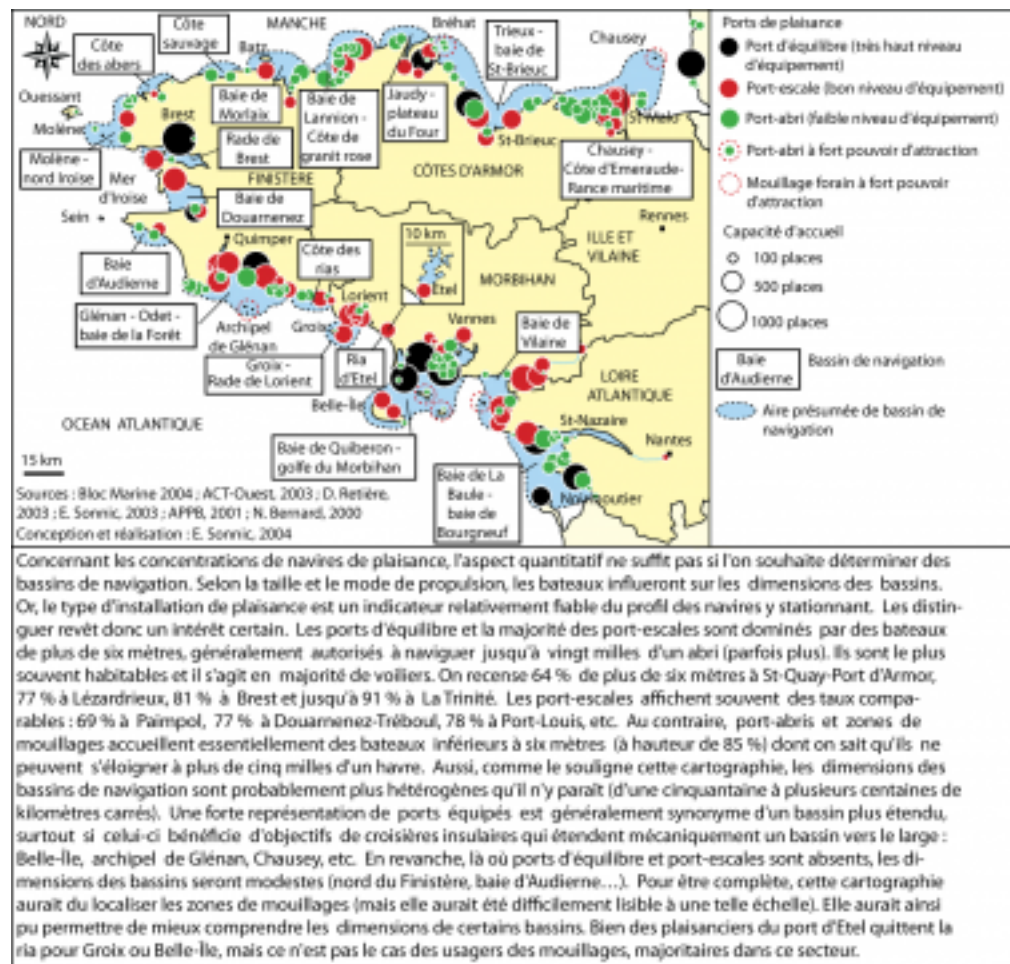 NORD
MANCHE
Bréhat
Côte
sauvage
Côte
des abers
Batz
Trieux -
baie de
St-Brieuc
Chausey
Ouessant
Molène
Brest
Baie de
Morlaix
Baie de
Lannion -
Côte de
granit rose
Jaudy -
plateau
du Four
St-Malo
St-Brieuc
Molène -
nord Iroise
Rade de
Brest
Mer
d'Iroise
FINISTERE
CÔTES D'ARMOR
Chausey -
Côte d'Emeraude-
Rance maritime
Sein
Baie de
Douarnenez
Rennes
Quimper
Côte des
rias
10 km
Etel
ILLE ET
VILAINE
MORBIHAN
Baie
d'Audierne
Lorient
Glénan - Odet -
baie de la Forêt
Archipel
de Glénan
Groix
Vannes
Baie de
Vilaine
Groix -
Rade de Lorient
Ria
d'Etel
LOIRE
ATLANTIQUE
Belle-Île
OCEAN ATLANTIQUE
St-Nazaire
Nantes
Baie de Quiberon -
golfe du Morbihan
Baie de La
Baule -
baie de
Bourgneuf
Noirmoutier
15 km
Sources : Bloc Marine 2004 ; ACT-Ouest, 2003 ; D. Retière,
2003 ; E. Sonnic, 2003 ; APPB, 2001 ; N. Bernard, 2000
Conception et réalisation : E. Sonnic, 2004
Ports de plaisance
Port d'équilibre (très haut niveau
d'équipement)
Port-escale (bon niveau d'équipement)
Port-abri (faible niveau d'équipement)
Port-abri à fort pouvoir d'attraction
Mouillage forain à fort pouvoir
d'attraction
Capacité d'accueil
100 places
500 places
1000 places
Baie
d'Audierne
Bassin de navigation
Aire présumée de bassin de
navigation
Concernant les concentrations de navires de plaisance, l'aspect quantitatif ne suffit pas si l'on souhaite déterminer des
bassins de navigation. Selon la taille et le mode de propulsion, les bateaux influeront sur les dimensions des bassins.
Or, le type d'installation de plaisance est un indicateur relativement fiable du profil des navires y stationnant. Les distin-
guer revêt donc un intérêt certain. Les ports d'équilibre et la majorité des port-escales sont dominés par des bateaux
de plus de six mètres, généralement autorisés à naviguer jusqu'à vingt milles d'un abri (parfois plus). Ils sont le plus
souvent habitables et il s'agit en majorité de voiliers. On recense 64 % de plus de six mètres à St-Quay-Port d'Armor,
77 % à Lézardrieux, 81 % à Brest et jusqu'à 91 % à La Trinité. Les port-escales affichent souvent des taux compa-
rables : 69 % à Paimpol, 77 % à Douarnenez-Tréboul, 78 % à Port-Louis, etc. Au contraire, port-abris et zones de
mouillages accueillent essentiellement des bateaux inférieurs à six mètres (à hauteur de 85 %) dont on sait qu'ils ne
peuvent s'éloigner à plus de cinq milles d'un havre. Aussi, comme le souligne cette cartographie, les dimensions des
bassins de navigation sont probablement plus hétérogènes qu'il n'y paraît (d'une cinquantaine à plusieurs centaines de
kilomètres carrés). Une forte représentation de ports équipés est généralement synonyme d'un bassin plus étendu,
surtout si celui-ci bénéficie d'objectifs de croisières insulaires qui étendent mécaniquement un bassin vers le large :
Belle-Île, archipel de Glénan, Chausey, etc. En revanche, là où ports d'équilibre et port-escales sont absents, les di-
mensions des bassins seront modestes (nord du Finistère, baie d'Audierne...). Pour être complète, cette cartographie
aurait du localiser les zones de mouillages (mais elle aurait été difficilement lisible à une telle échelle). Elle aurait ainsi
pu permettre de mieux comprendre les dimensions de certains bassins. Bien des plaisanciers du port d'Etel quittent la
ria pour Groix ou Belle-Île, mais ce n'est pas le cas des usagers des mouillages, majoritaires dans ce secteur.